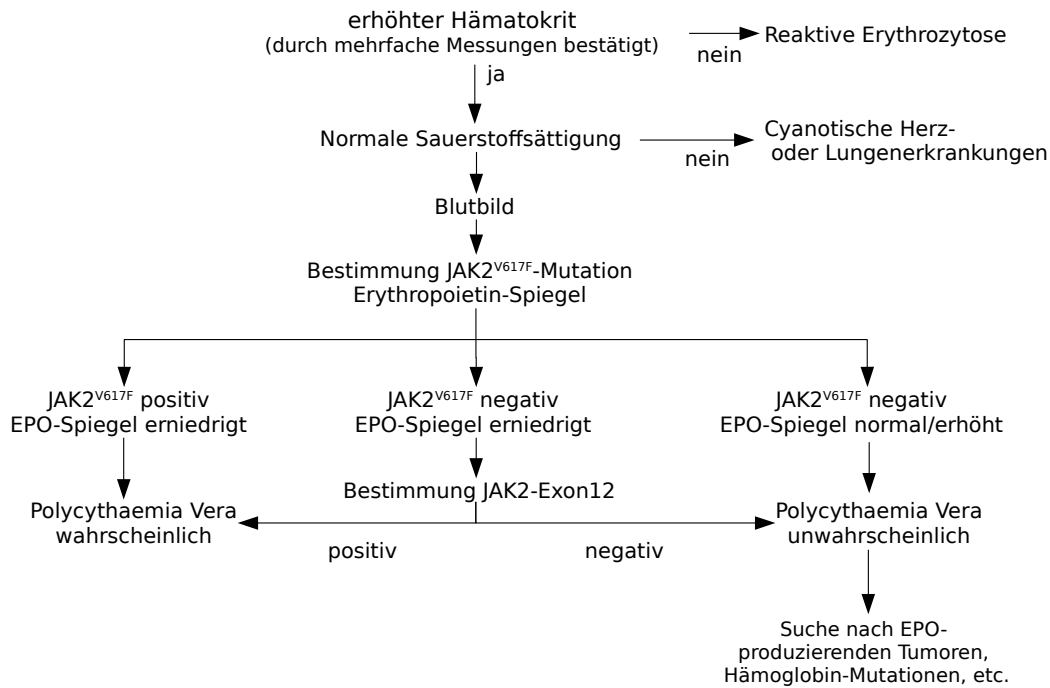 erhöhter Hämatokrit
(durch mehrfache Messungen bestätigt)
nein
Reaktive Erythrozytose
ja
Normale Sauerstoffsättigung
nein
Cyanotische Herz-
oder Lungenerkrankungen
Blutbild
Bestimmung JAK2V617F-Mutation
Erythropoietin-Spiegel
JAK2V617F positiv
EPO-Spiegel erniedrigt
JAK2V617F negativ
EPO-Spiegel erniedrigt
JAK2V617F negativ
EPO-Spiegel normal/erhöht
Bestimmung JAK2-Exon12
Polycythaemia Vera
wahrscheinlich
positiv
negativ
Polycythaemia Vera
unwahrscheinlich
Suche nach EPO-
produzierenden Tumoren,
Hämoglobin-Mutationen, etc.